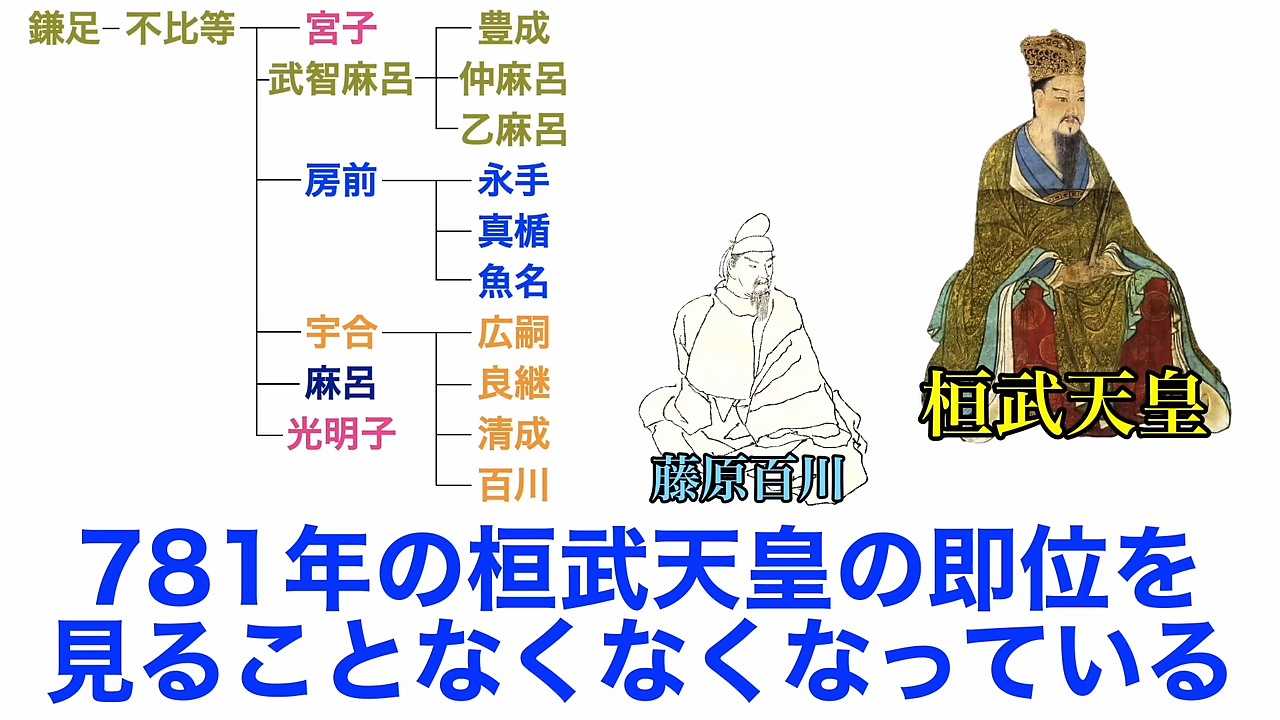 鎌足 不比等 宮子 豊成
武智麻呂 仲麻呂
乙麻呂
房前 永手
真楯
魚名
宇合 広嗣
麻呂 良継
光明子 清成
百川
藤原百川
桓武天皇
781年の桓武天皇の即位を
見ることなくなくなっている